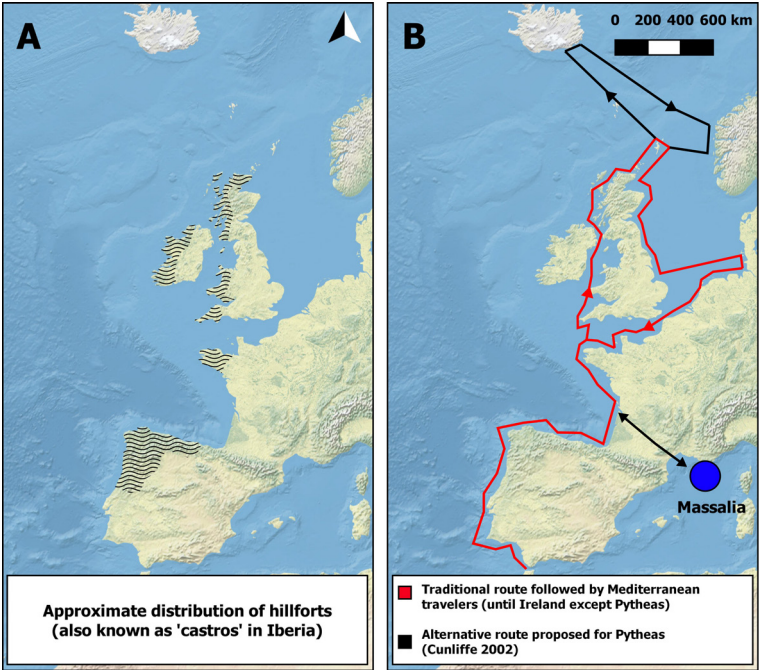 A
Approximate distribution of hillforts
(also known as 'castros' in Iberia)
B
0 200 400 600 km
Massalia
Traditional route followed by Mediterranean
travelers (until Ireland except Pytheas)
Alternative route proposed for Pytheas
(Cunliffe 2002)